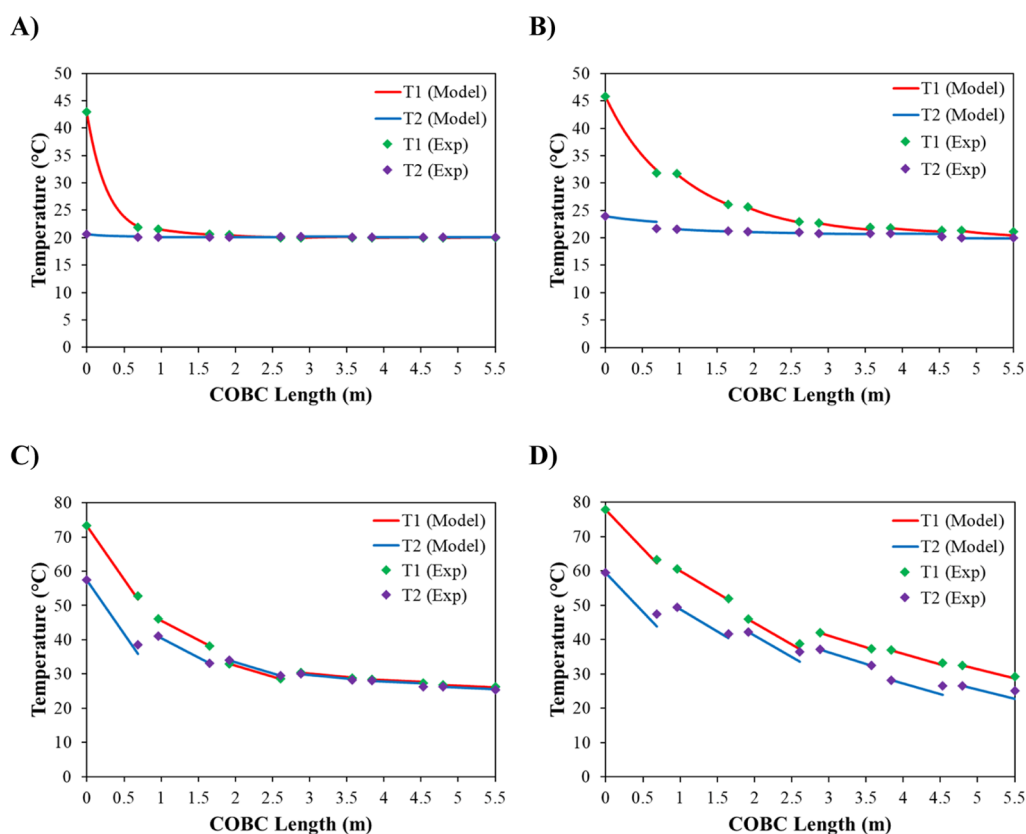 A)
B)
50
45
40
35
30
25
20
15
10
5
0
Temperature (°C)
T1 (Model)
T2 (Model)
T1 (Exp)
T2 (Exp)
0 0.5 1 1.5 2 2.5 3 3.5 4 4.5 5 5.5
COBC Length (m)
50
45
40
35
30
25
20
15
10
5
0
Temperature (°C)
T1 (Model)
T2 (Model)
T1 (Exp)
T2 (Exp)
0 0.5 1 1.5 2 2.5 3 3.5 4 4.5 5 5.5
COBC Length (m)
C)
D)
80
70
60
50
40
30
20
10
0
Temperature (°C)
T1 (Model)
T2 (Model)
T1 (Exp)
T2 (Exp)
0 0.5 1 1.5 2 2.5 3 3.5 4 4.5 5 5.5
COBC Length (m)
80
70
60
50
40
30
20
10
0
Temperature (°C)
T1 (Model)
T2 (Model)
T1 (Exp)
T2 (Exp)
0 0.5 1 1.5 2 2.5 3 3.5 4 4.5 5 5.5
COBC Length (m)